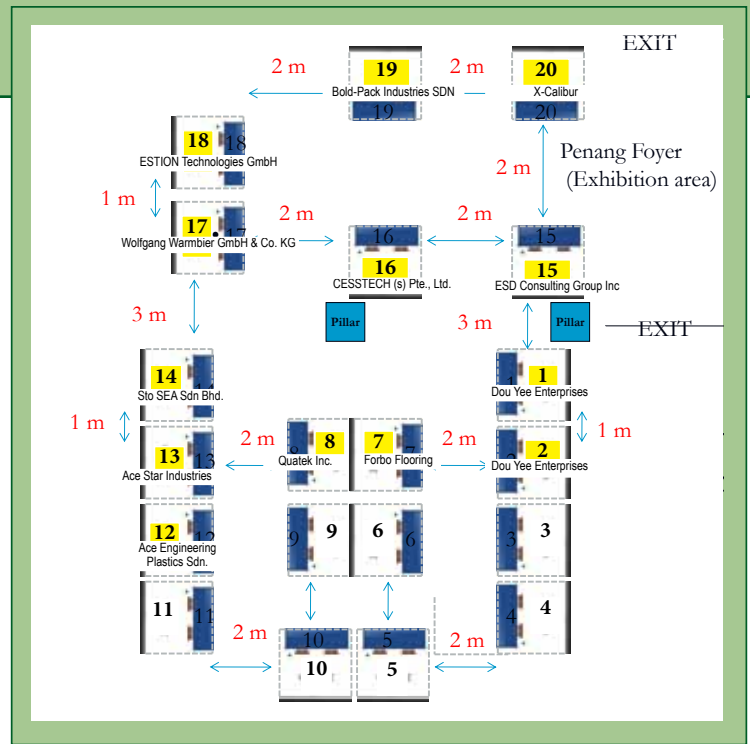 EXIT
2 m
19
2 m
20
Bold-Pack Industries SDN
X-Calibur
19
20
18
18
ESTION Technologies GmbH
2 m
Penang Foyer
(Exhibition area)
1 m
17
17
2 m
2 m
Wolfgang Warmbier GmbH & Co. KG
16
15
16
15
CESSTECH (s) Pte., Ltd.
ESD Consulting Group Inc
3 m
Pillar
3 m
Pillar
EXIT
14
1
1
Sto SEA Sdn Bhd.
Dou Yee Enterprises
1 m
1 m
13
13
2 m
8
8
7
7
2 m
2
2
Ace Star Industries
Quatek Inc.
Forbo Flooring
Dou Yee Enterprises
12
12
Ace Engineering
Plastics Sdn.
9
9
6
6
3
3
11
11
4
4
2 m
10
5
2 m
10
5